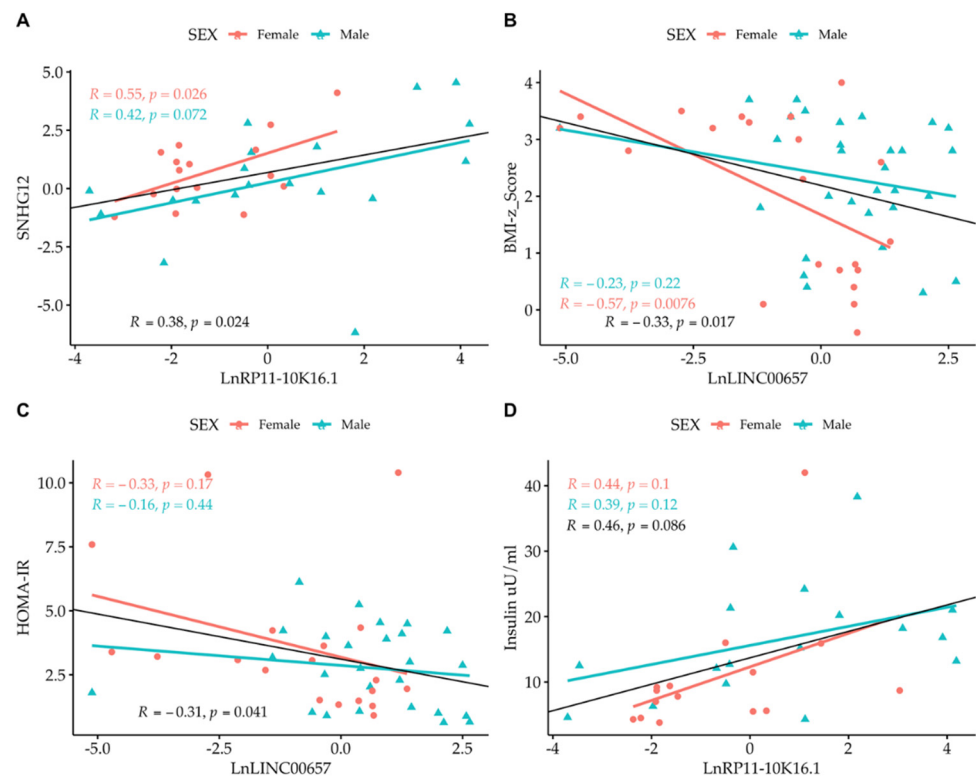 A
SEX Female Male
R = 0.55, p = 0.026
R = 0.42, p = 0.072
R = 0.38, p = 0.024
SNHG12
5.0
2.5
0.0
-2.5
-5.0
-4 -2 0 2 4
LnRP11-10K16.1
B
SEX Female Male
R = − 0.23, p = 0.22
R = − 0.57, p = 0.0076
R = − 0.33, p = 0.017
BMI-z_Score
4
3
2
1
0
-5.0 -2.5 0.0 2.5
LnLINC00657
C
SEX Female Male
R = − 0.33, p = 0.17
R = − 0.16, p = 0.44
R = − 0.31, p = 0.041
HOMA-IR
10.0
7.5
5.0
2.5
-5.0 -2.5 0.0 2.5
LnLINC00657
D
SEX Female Male
R = 0.44, p = 0.1
R = 0.39, p = 0.12
R = 0.46, p = 0.086
Insulin uU/ml
40
30
20
10
-4 -2 0 2 4
LnRP11-10K16.1